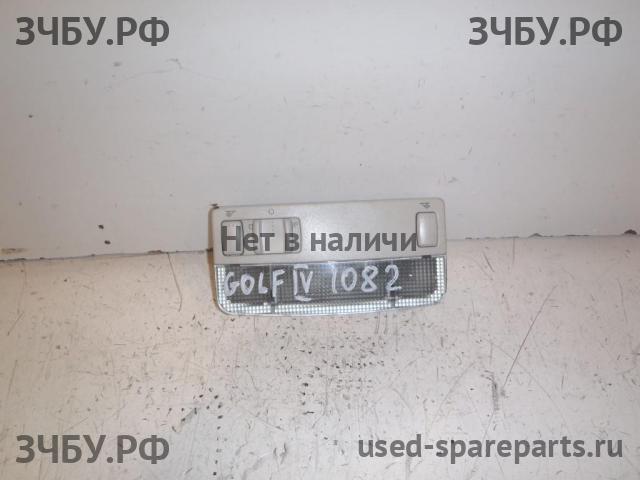 ЗЧБУ.РФ ЗЧБУ.РФ
Нет в наличи
GOLF IV 1082
ЗЧБУ.РФ used-spareparts.ru